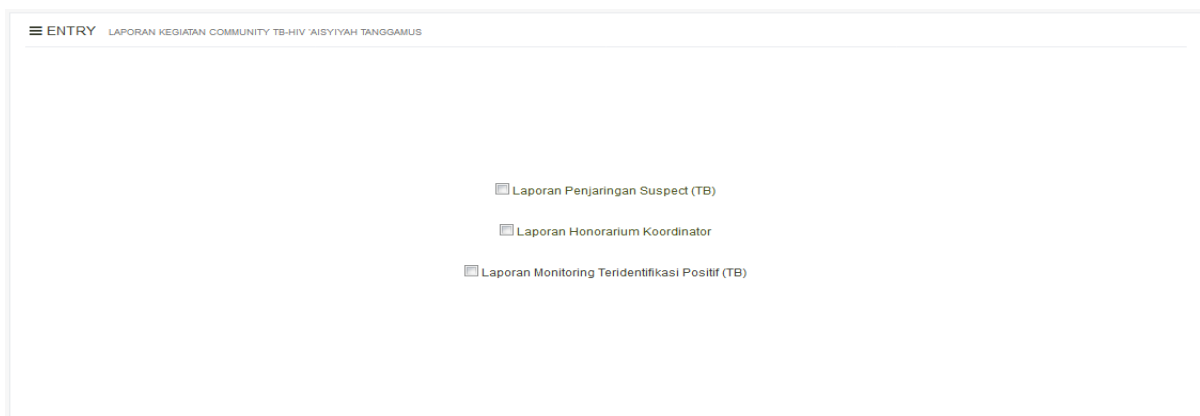 ENTRY LAPORAN KEGIATAN COMMUNITY TB-HIV 'AISYIYAH TANGGAMUS
Laporan Penjaringan Suspect (TB)
Laporan Honorarium Koordinator
Laporan Monitoring Teridentifikasi Positif (TB)